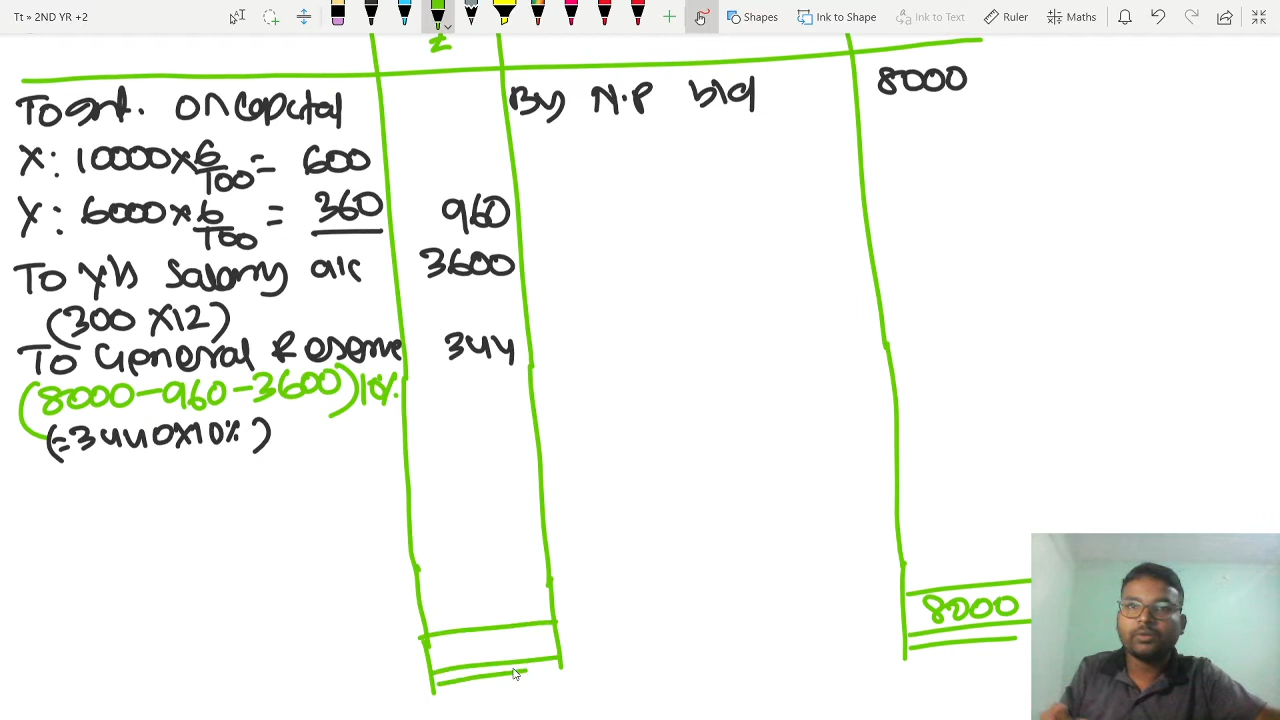 Tt » 2ND YR +2
Shapes
Ink to Shape
Ink to Text
Ruler
Maths
To Int. on Capital
X: 10000 × 6/100 = 600
Y: 6000 × 6/100 = 360 960
To Y's Salary a/c 3600
(300 × 12)
To General Reserve 344
(8000 - 960 - 3600) 10%
(= 3440 × 10%)
By N.P b/d 8000
8000